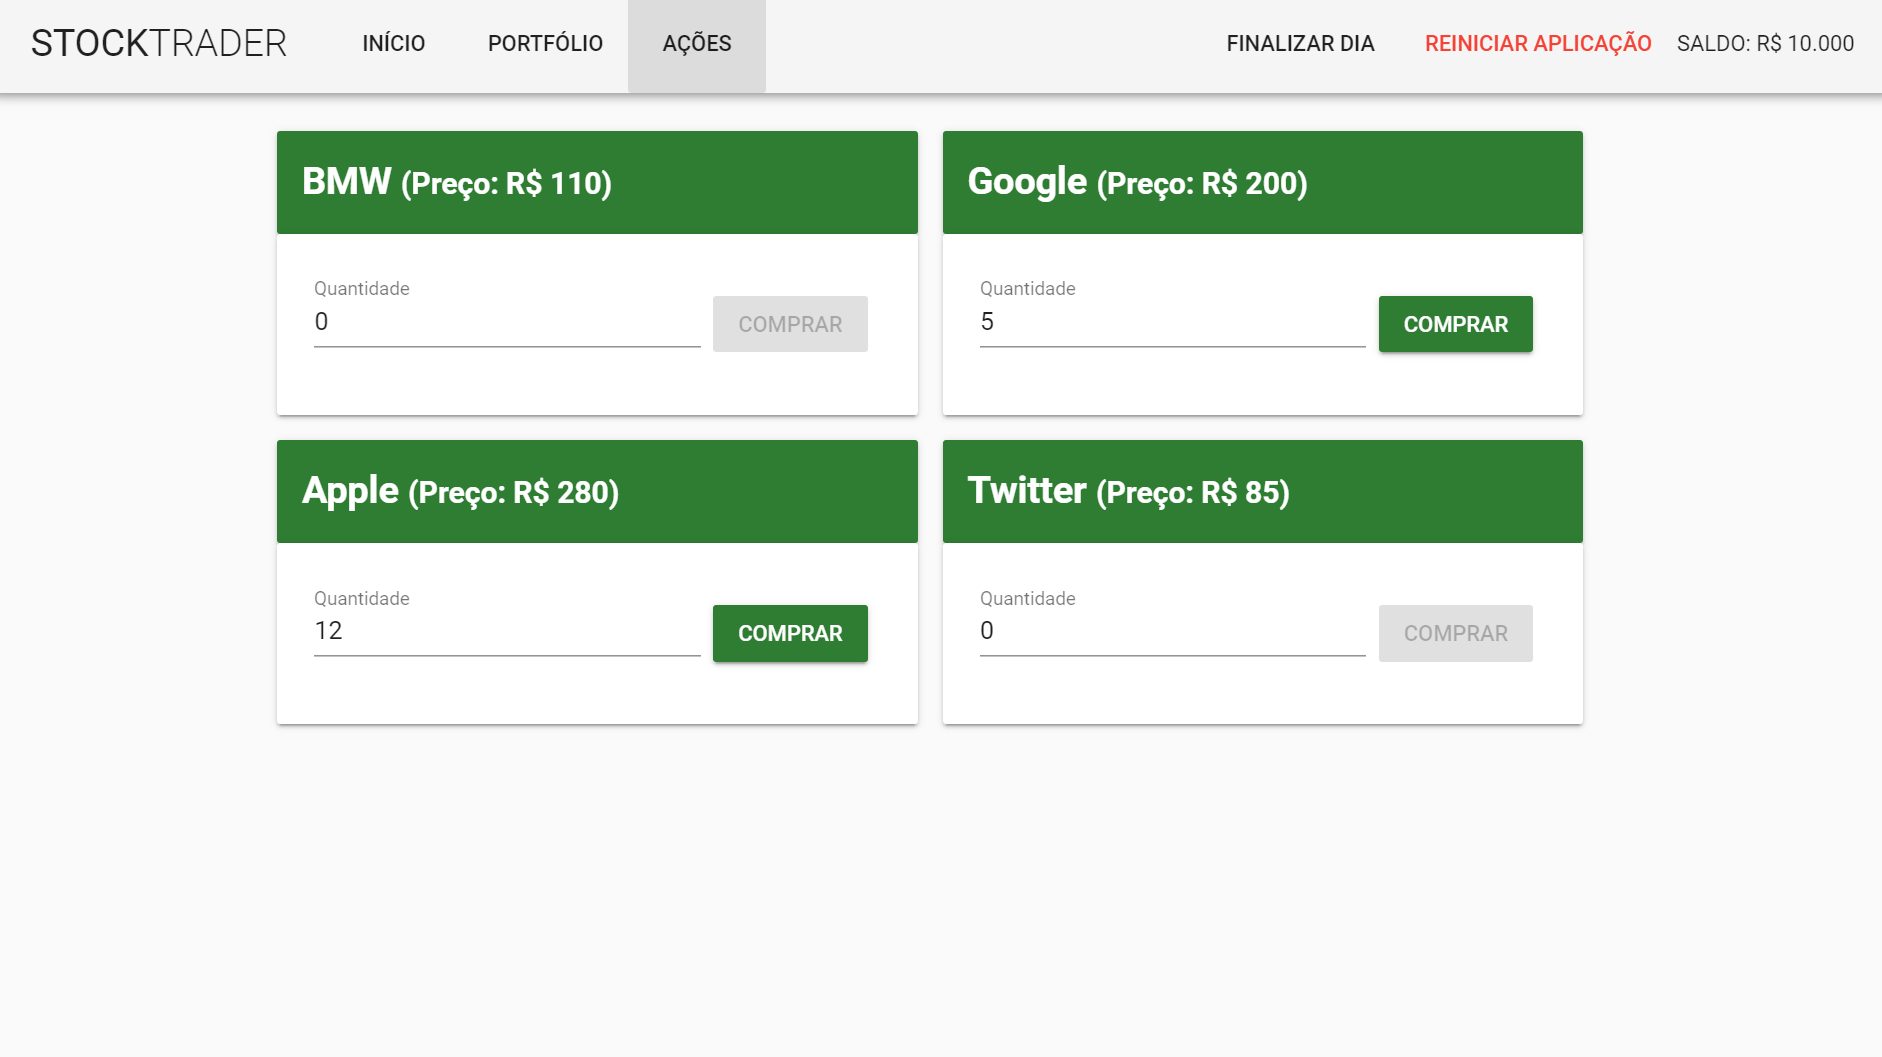 STOCKTRADER INÍCIO PORTFÓLIO AÇÕES FINALIZAR DIA REINICIAR APLICAÇÃO SALDO: R$ 10.000
BMW (Preço: R$ 110)
Quantidade
0
COMPRAR
Google (Preço: R$ 200)
Quantidade
5
COMPRAR
Apple (Preço: R$ 280)
Quantidade
12
COMPRAR
Twitter (Preço: R$ 85)
Quantidade
0
COMPRAR